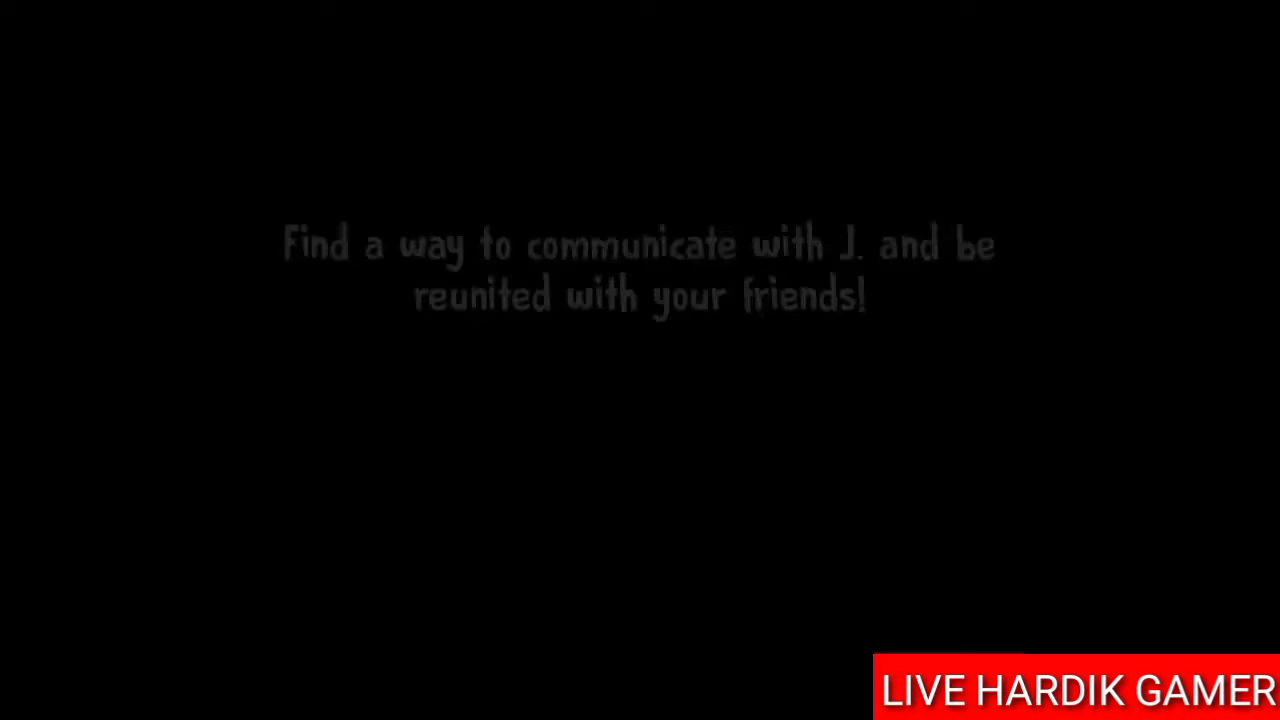 Find a way to communicate with J. and be
reunited with your friends!
LIVE HARDIK GAMER